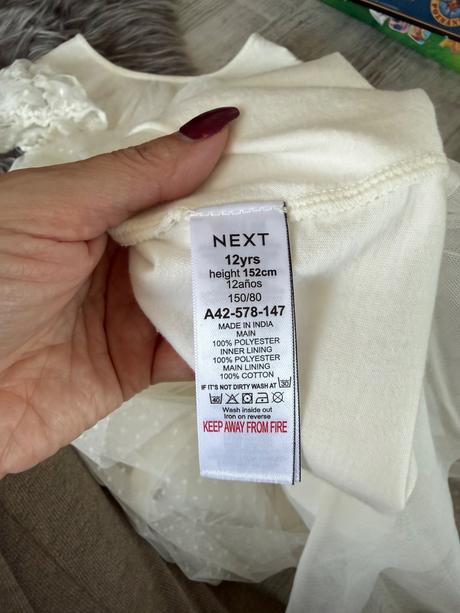 NEXT
12yrs
height 152cm
12años
150/80
A42-578-147
MADE IN INDIA
MAIN
100% POLYESTER
INNER LINING
100% POLYESTER
MAIN LINING
100% COTTON
IF IT'S NOT DIRTY WASH AT 30
40
Wash inside out
Iron on reverse
KEEP AWAY FROM FIRE